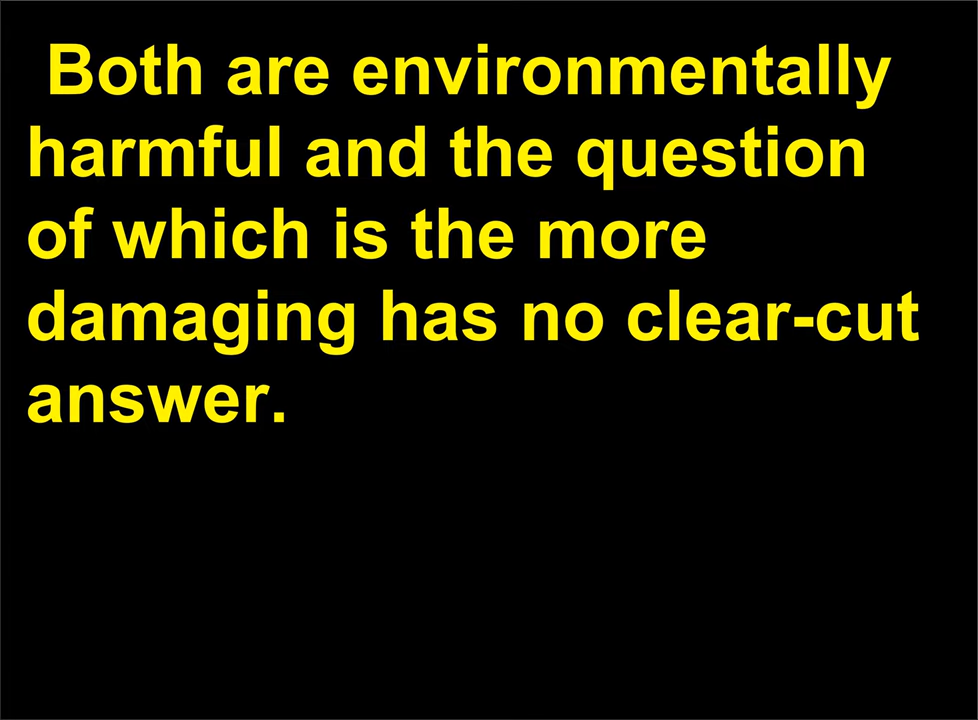 Both are environmentally
harmful and the question
of which is the more
damaging has no clear-cut
answer.